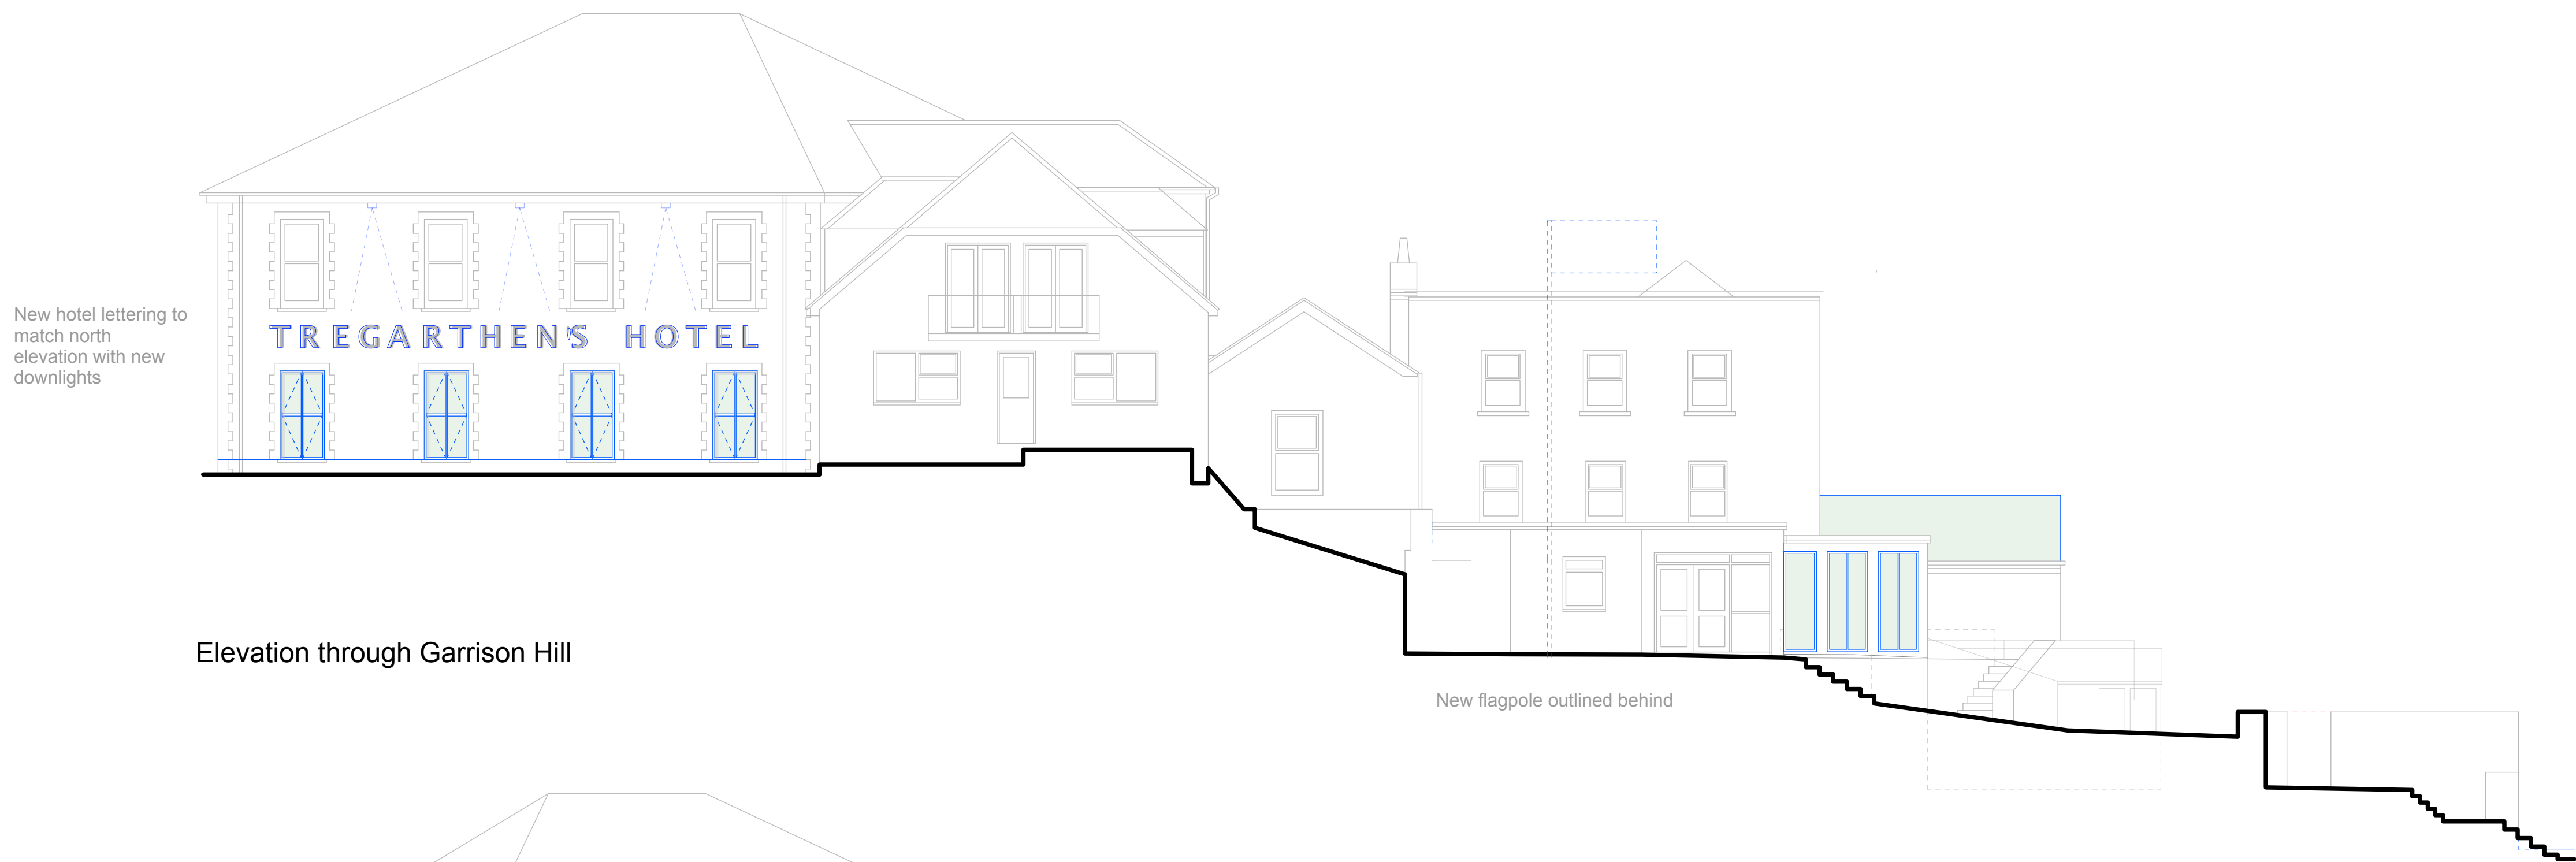 New hotel lettering to
match north
elevation with new
downlights
TREGARTHEN'S HOTEL
Elevation through Garrison Hill
New flagpole outlined behind